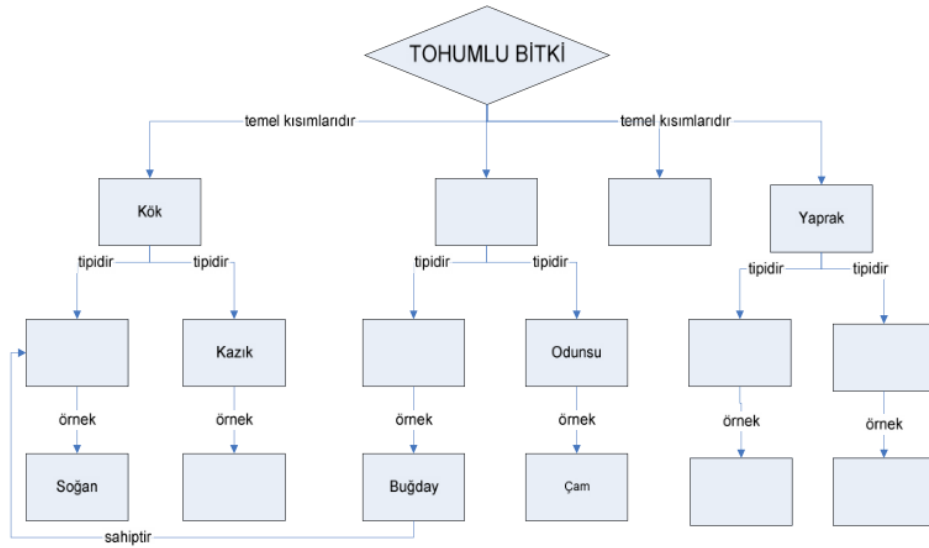 TOHUMLU BİTKİ
temel kısımlarıdır
temel kısımlarıdır
Kök
Yaprak
tipidir
tipidir
tipidir
tipidir
tipidir
tipidir
Kazık
Odunsu
örnek
örnek
örnek
örnek
örnek
örnek
Soğan
Buğday
Çam
sahiptir